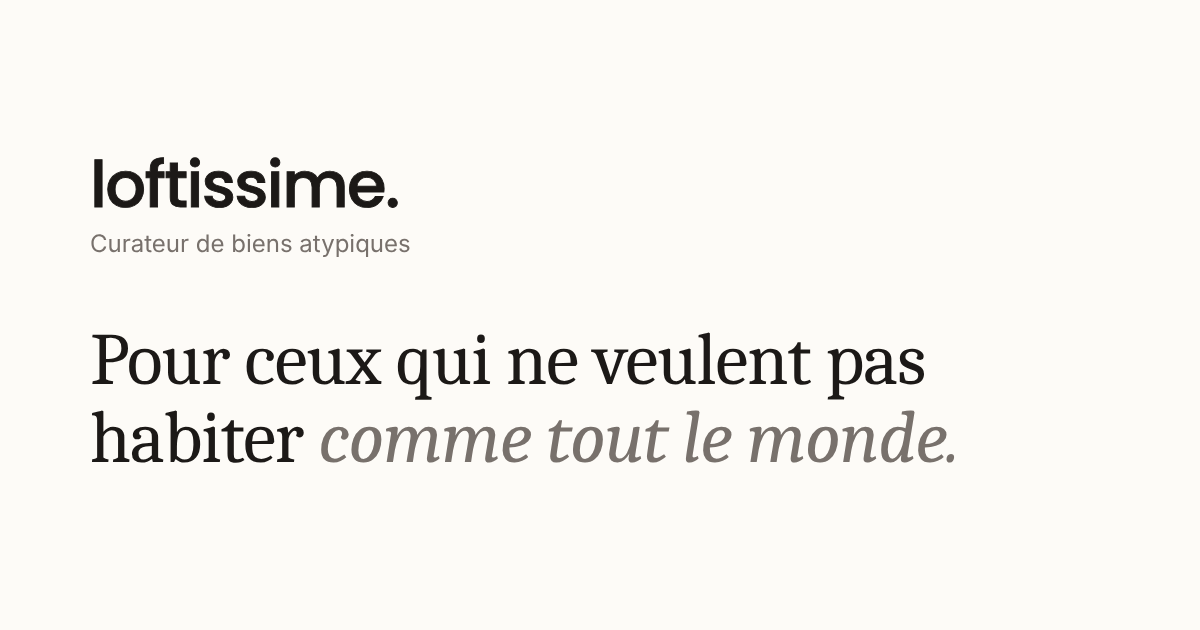 loftissime.
Curateur de biens atypiques
Pour ceux qui ne veulent pas
habiter comme tout le monde.